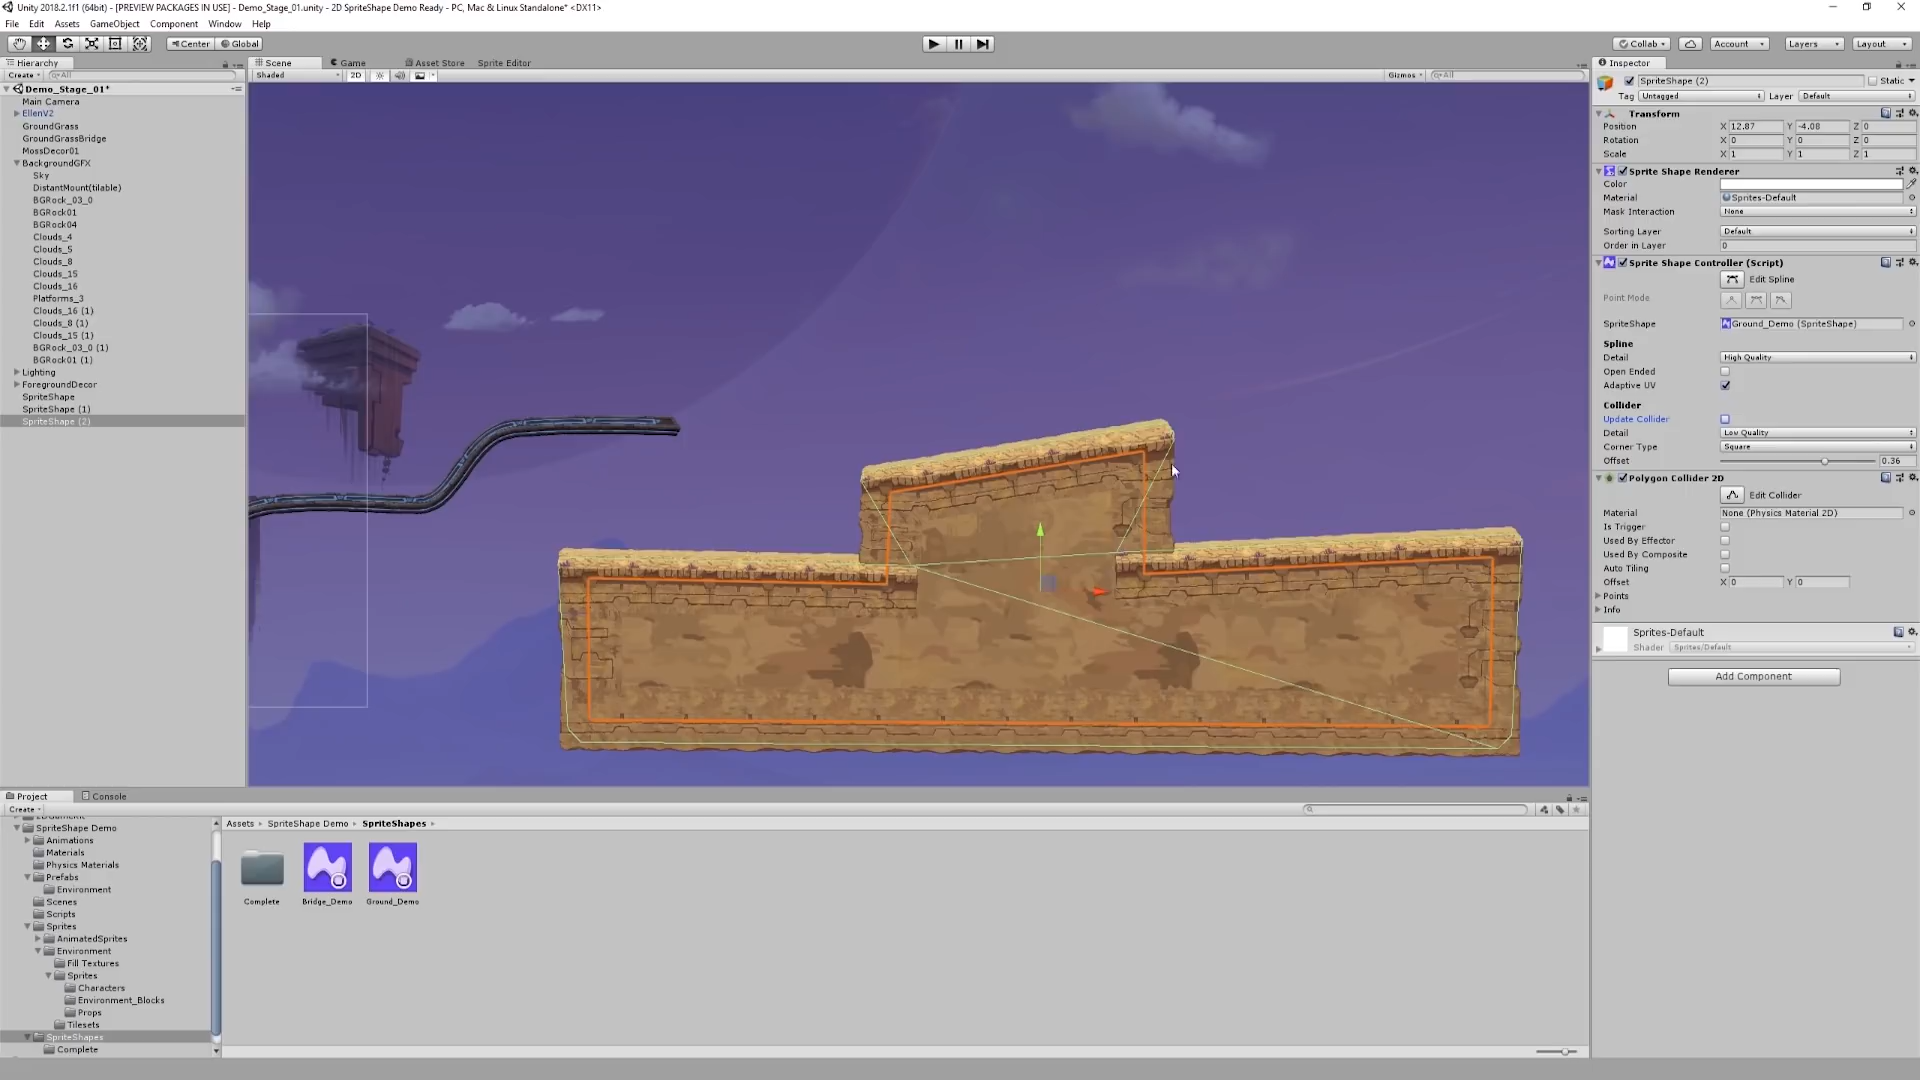 Unity 2018.2.1f1 (64bit) - [PREVIEW PACKAGES IN USE] - Demo_Stage_01.unity - 2D SpriteShape Demo Ready - PC, Mac & Linux Standalone* <DX11>
File Edit Assets GameObject Component Window Help
Center Global Collab Account Layers Layout
Hierarchy
Create All
Demo_Stage_01*
Main Camera
EllenV2
GroundGrass
GroundGrassBridge
MossDecor01
BackgroundGFX
Sky
DistantMount(tilable)
BGRock_03_0
BGRock01
BGRock04
Clouds_4
Clouds_5
Clouds_8
Clouds_15
Clouds_16
Platforms_3
Clouds_16 (1)
Clouds_8 (1)
Clouds_15 (1)
BGRock_03_0 (1)
BGRock01 (1)
Lighting
ForegroundDecor
SpriteShape
SpriteShape (1)
SpriteShape (2)
Scene Game Asset Store Sprite Editor
Shaded 2D Gizmos All
Inspector
SpriteShape (2) Static
Tag Untagged Layer Default
Transform
Position X 12.87 Y -4.08 Z 0
Rotation X 0 Y 0 Z 0
Scale X 1 Y 1 Z 1
Sprite Shape Renderer
Color
Material Sprites-Default
Mask Interaction None
Sorting Layer Default
Order in Layer 0
Sprite Shape Controller (Script)
Edit Spline
Point Mode
SpriteShape Ground_Demo (SpriteShape)
Spline
Detail High Quality
Open Ended
Adaptive UV
Collider
Update Collider
Detail Low Quality
Corner Type Square
Offset 0.36
Polygon Collider 2D
Edit Collider
Material None (Physics Material 2D)
Is Trigger
Used By Effector
Used By Composite
Auto Tiling
Offset X 0 Y 0
Points
Info
Sprites-Default
Shader Sprites/Default
Add Component
Project Console
Create
SpriteShape Demo
Animations
Materials
Physics Materials
Prefabs
Environment
Scenes
Scripts
Sprites
AnimatedSprites
Environment
Fill Textures
Sprites
Characters
Environment_Blocks
Props
Tilesets
SpriteShapes
Complete
Assets SpriteShape Demo SpriteShapes
Complete Bridge_Demo Ground_Demo